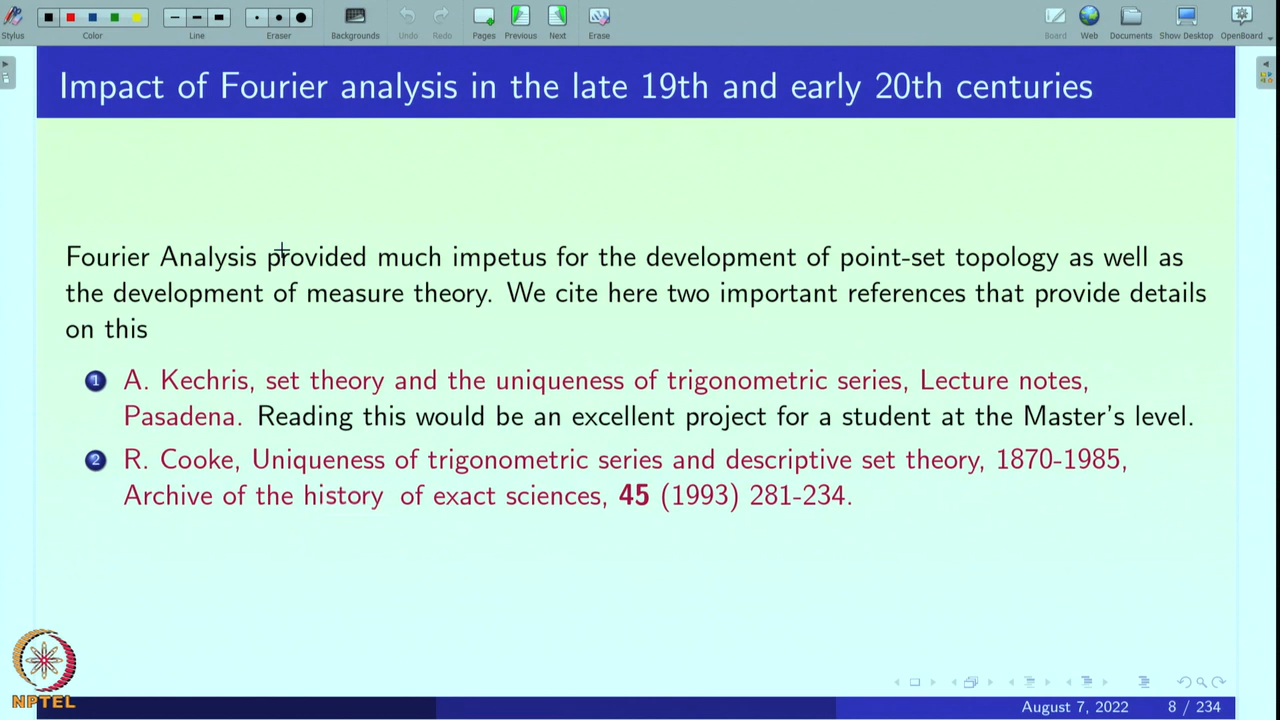 Stylus Color Line Eraser Backgrounds Undo Redo Pages Previous Next Erase Board Web Documents Show Desktop OpenBoard
Impact of Fourier analysis in the late 19th and early 20th centuries
Fourier Analysis provided much impetus for the development of point-set topology as well as
the development of measure theory. We cite here two important references that provide details
on this
1 A. Kechris, set theory and the uniqueness of trigonometric series, Lecture notes,
Pasadena. Reading this would be an excellent project for a student at the Master's level.
2 R. Cooke, Uniqueness of trigonometric series and descriptive set theory, 1870-1985,
Archive of the history of exact sciences, 45 (1993) 281-234.
NPTEL
August 7, 2022 8 / 234